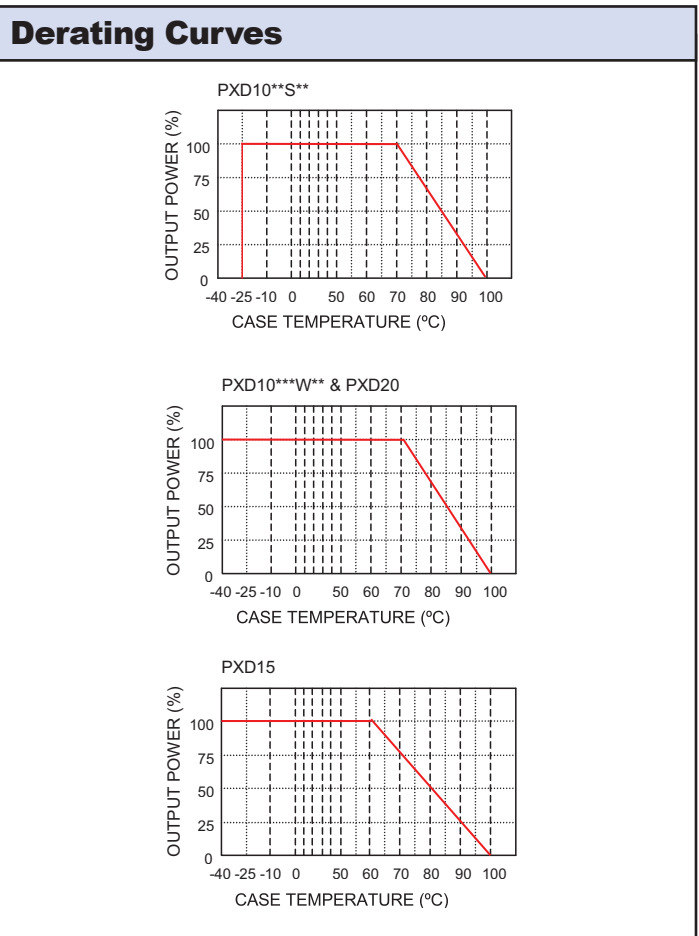 Derating Curves
PXD10**S**
OUTPUT POWER (%)
100
75
50
25
0
-40 -25 -10 0 50 60 70 80 90 100
CASE TEMPERATURE (ºC)
PXD10***W** & PXD20
OUTPUT POWER (%)
100
75
50
25
0
-40 -25 -10 0 50 60 70 80 90 100
CASE TEMPERATURE (ºC)
PXD15
OUTPUT POWER (%)
100
75
50
25
0
-40 -25 -10 0 50 60 70 80 90 100
CASE TEMPERATURE (ºC)